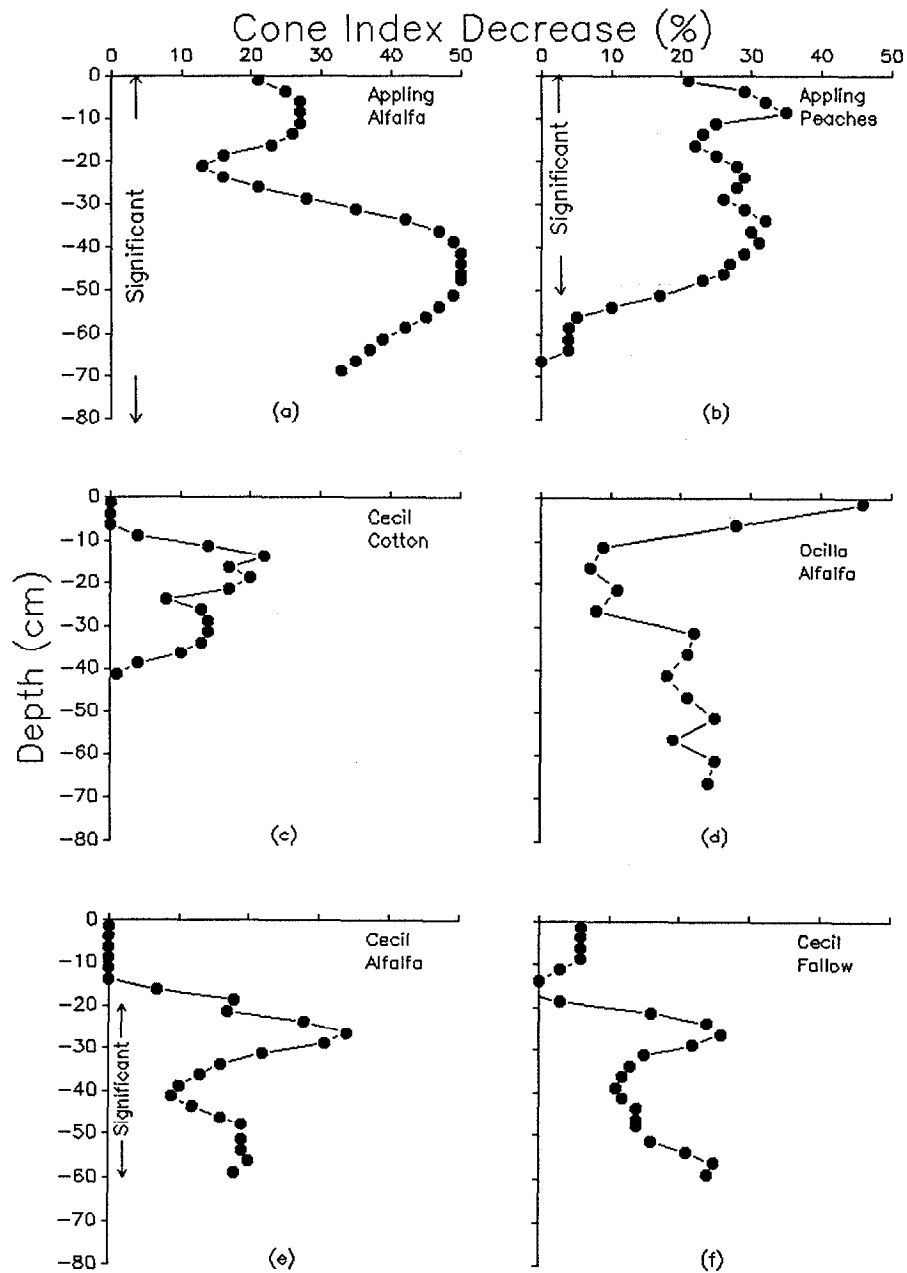 Cone Index Decrease (%)
0 10 20 30 40 50
0 10 20 30 40 50
0
-10
-20
-30
-40
-50
-60
-70
-80
Significant
Appling
Alfalfa
(a)
Significant
Appling
Peaches
(b)
Depth (cm)
0
-10
-20
-30
-40
-50
-60
-70
-80
Cecil
Cotton
(c)
Ocilla
Alfalfa
(d)
0
-10
-20
-30
-40
-50
-60
-70
-80
Significant
Cecil
Alfalfa
(e)
Cecil
Fallow
(f)